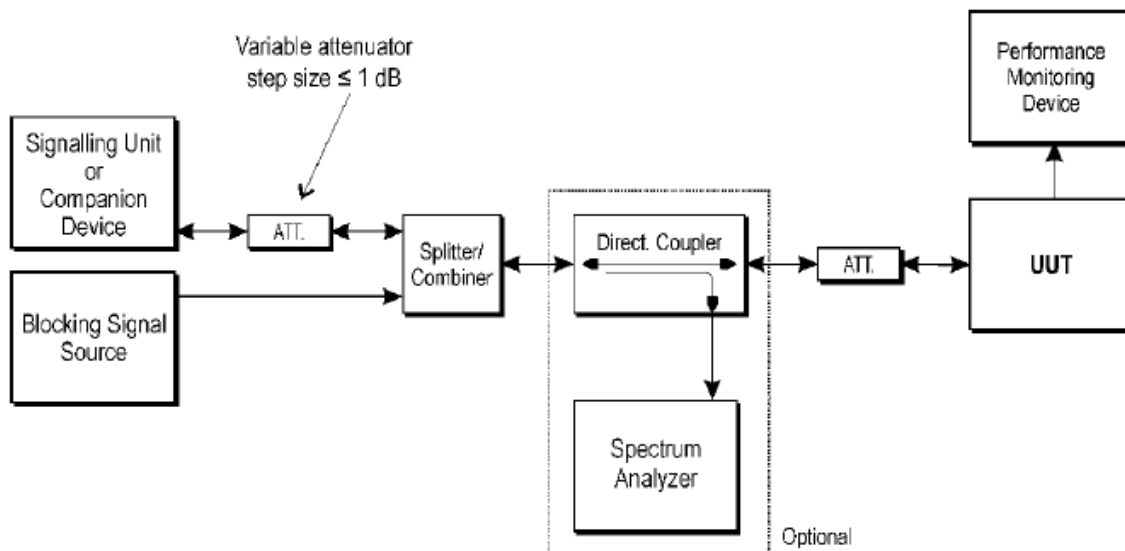 Variable attenuator
step size ≤ 1 dB
Signalling Unit
or
Companion
Device
ATT.
Splitter/
Combiner
Blocking Signal
Source
Direct. Coupler
Spectrum
Analyzer
Optional
ATT.
UUT
Performance
Monitoring
Device